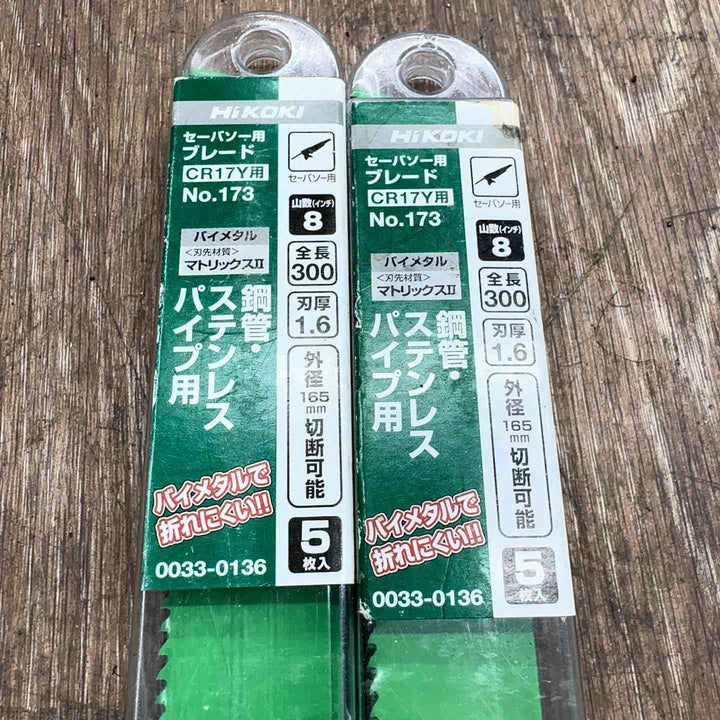 HiKOKI
セーバソー用
ブレード
CR17Y用
No.173
セーバソー用
山数(インチ)
8
バイメタル
<刃先材質>
マトリックスII
全長
300
刃厚
1.6
鋼管・
ステンレス
パイプ用
外径
165
mm
切断可能
バイメタルで
折れにくい!!
5
枚入
0033-0136
HiKOKI
セーバソー用
ブレード
CR17Y用
No.173
セーバソー用
山数(インチ)
8
バイメタル
<刃先材質>
マトリックスII
全長
300
刃厚
1.6
鋼管・
ステンレス
パイプ用
外径
165
mm
切断可能
バイメタルで
折れにくい!!
5
枚入
0033-0136